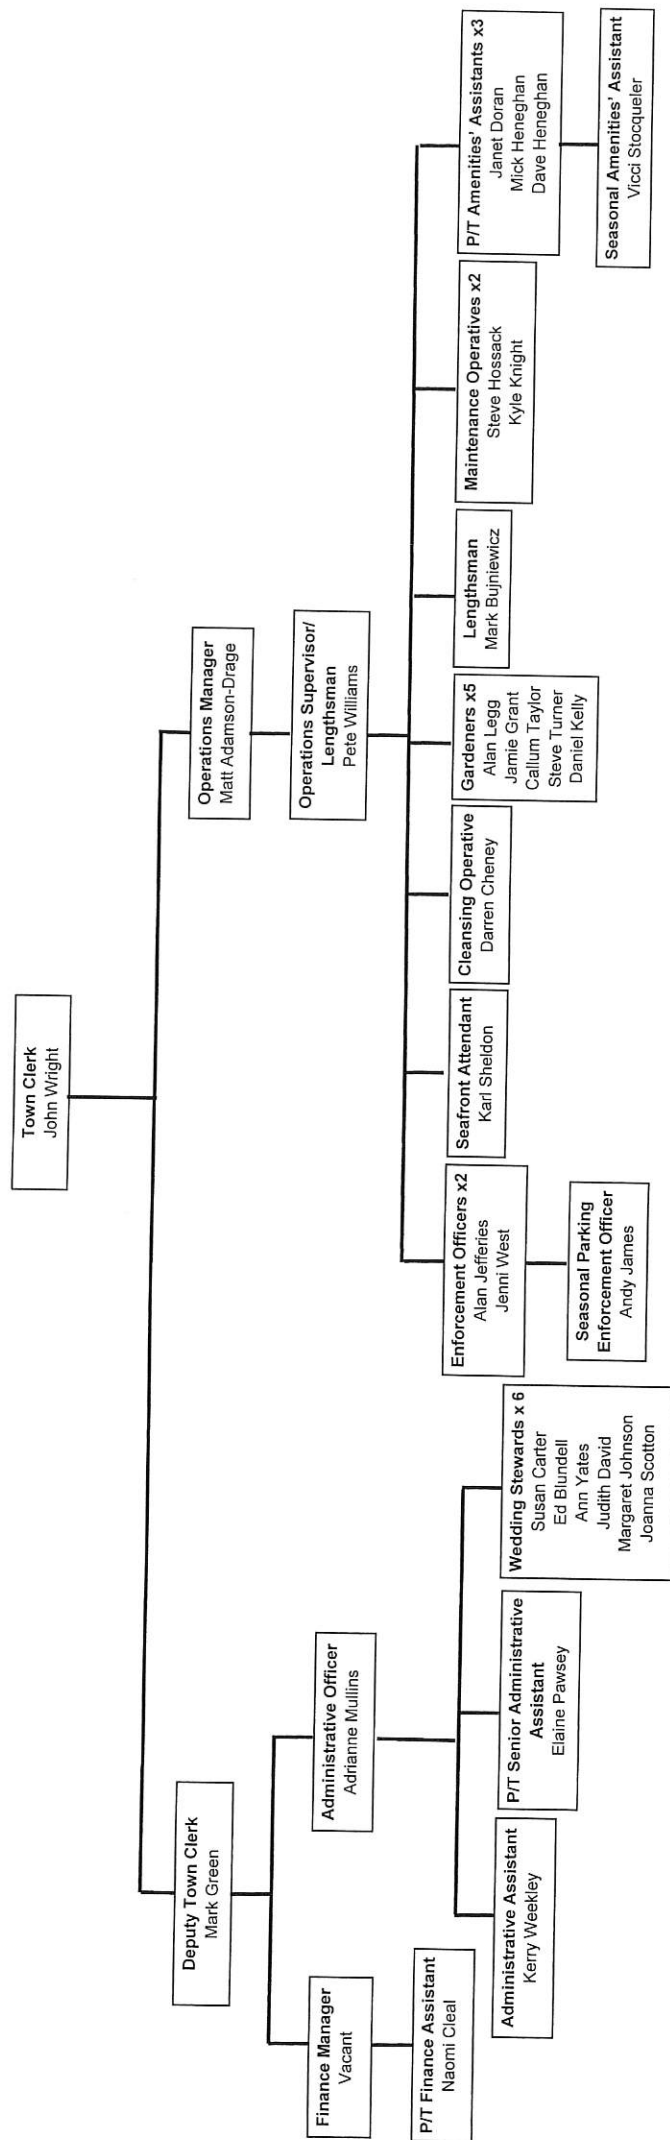 Town Clerk
John Wright
Deputy Town Clerk
Mark Green
Operations Manager
Matt Adamson-Drage
Finance Manager
Vacant
Administrative Officer
Adrianne Mullins
Operations Supervisor/
Lengthsman
Pete Williams
P/T Finance Assistant
Naomi Cleal
Administrative Assistant
Kerry Weekley
P/T Senior Administrative
Assistant
Elaine Pawsey
Wedding Stewards x 6
Susan Carter
Ed Blundell
Ann Yates
Judith David
Margaret Johnson
Joanna Scotton
Enforcement Officers x2
Alan Jefferies
Jenni West
Seasonal Parking
Enforcement Officer
Andy James
Seafront Attendant
Karl Sheldon
Cleansing Operative
Darren Cheney
Gardeners x5
Alan Legg
Jamie Grant
Callum Taylor
Steve Turner
Daniel Kelly
Lengthsman
Mark Bujniewicz
Maintenance Operatives x2
Steve Hossack
Kyle Knight
P/T Amenities' Assistants x3
Janet Doran
Mick Heneghan
Dave Heneghan
Seasonal Amenities' Assistant
Vicci Stocqueler